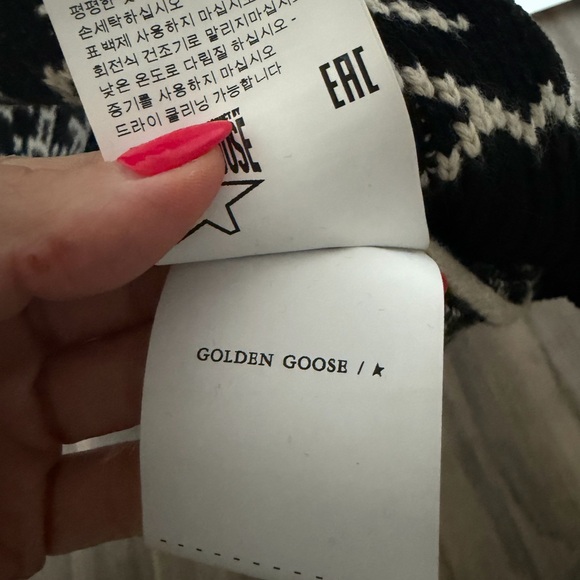 손세탁하십시오
표백제 사용하지 마십시오
회전식 건조기로 말리지마십시오
낮은 온도로 다림질 하십시오 -
증기를 사용하지 마십시오
드라이 클리닝 가능합니다
EAC
GOLDEN GOOSE /